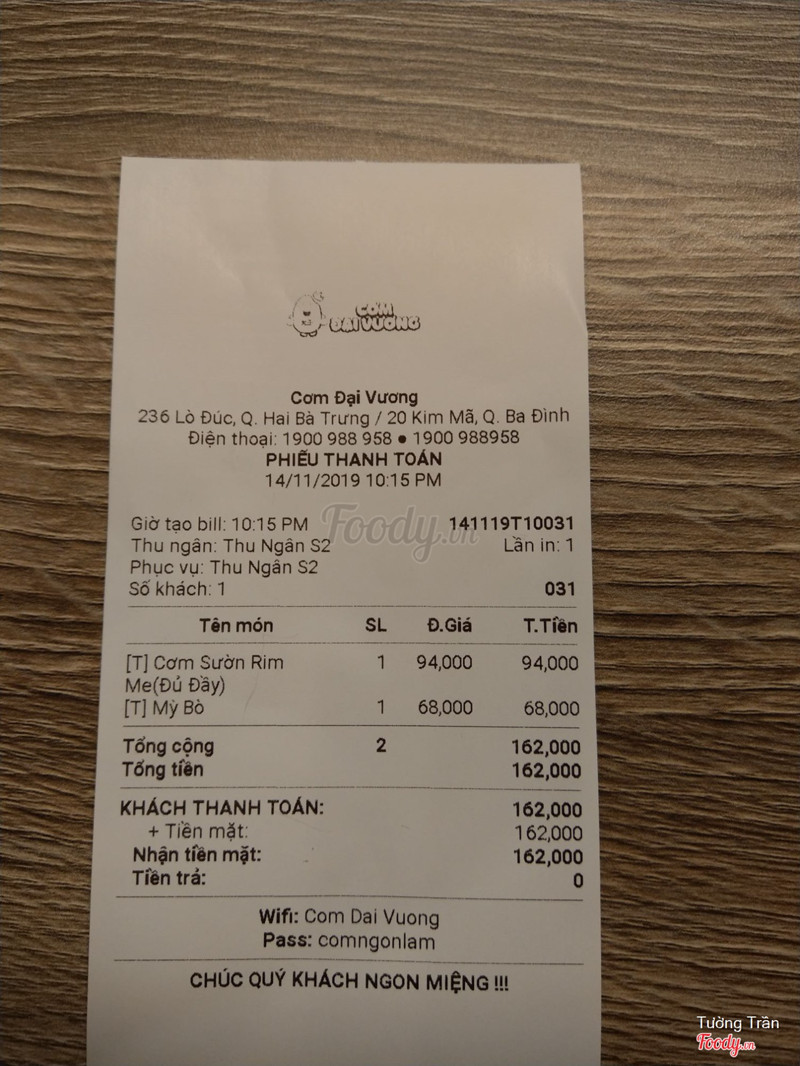 CƠM
ĐẠI VƯƠNG
Cơm Đại Vương
236 Lò Đúc, Q. Hai Bà Trưng / 20 Kim Mã, Q. Ba Đình
Điện thoại: 1900 988 958 ● 1900 988958
PHIẾU THANH TOÁN
14/11/2019 10:15 PM
Giờ tạo bill: 10:15 PM 141119T10031
Foody.vn
Thu ngân: Thu Ngân S2 Lần in: 1
Phục vụ: Thu Ngân S2
Số khách: 1 031
Tên món SL Đ.Giá T.Tiền
[T] Cơm Sườn Rim 1 94,000 94,000
Me(Đủ Đầy)
[T] Mỳ Bò 1 68,000 68,000
Tổng cộng 2 162,000
Tổng tiền 162,000
KHÁCH THANH TOÁN: 162,000
+ Tiền mặt: 162,000
Nhận tiền mặt: 162,000
Tiền trả: 0
Wifi: Com Dai Vuong
Pass: comngonlam
CHÚC QUÝ KHÁCH NGON MIỆNG !!!
Tường Trần
Foody.vn